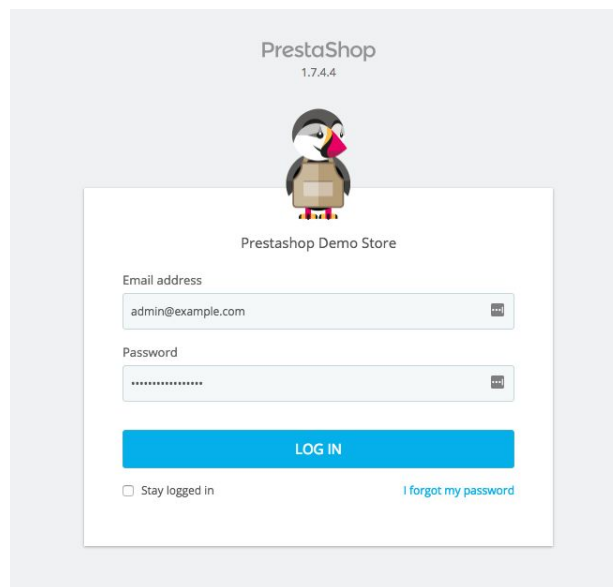 PrestaShop
1.7.4.4
Prestashop Demo Store
Email address
admin@example.com
Password
•••••••••••••••••
LOG IN
Stay logged in
I forgot my password